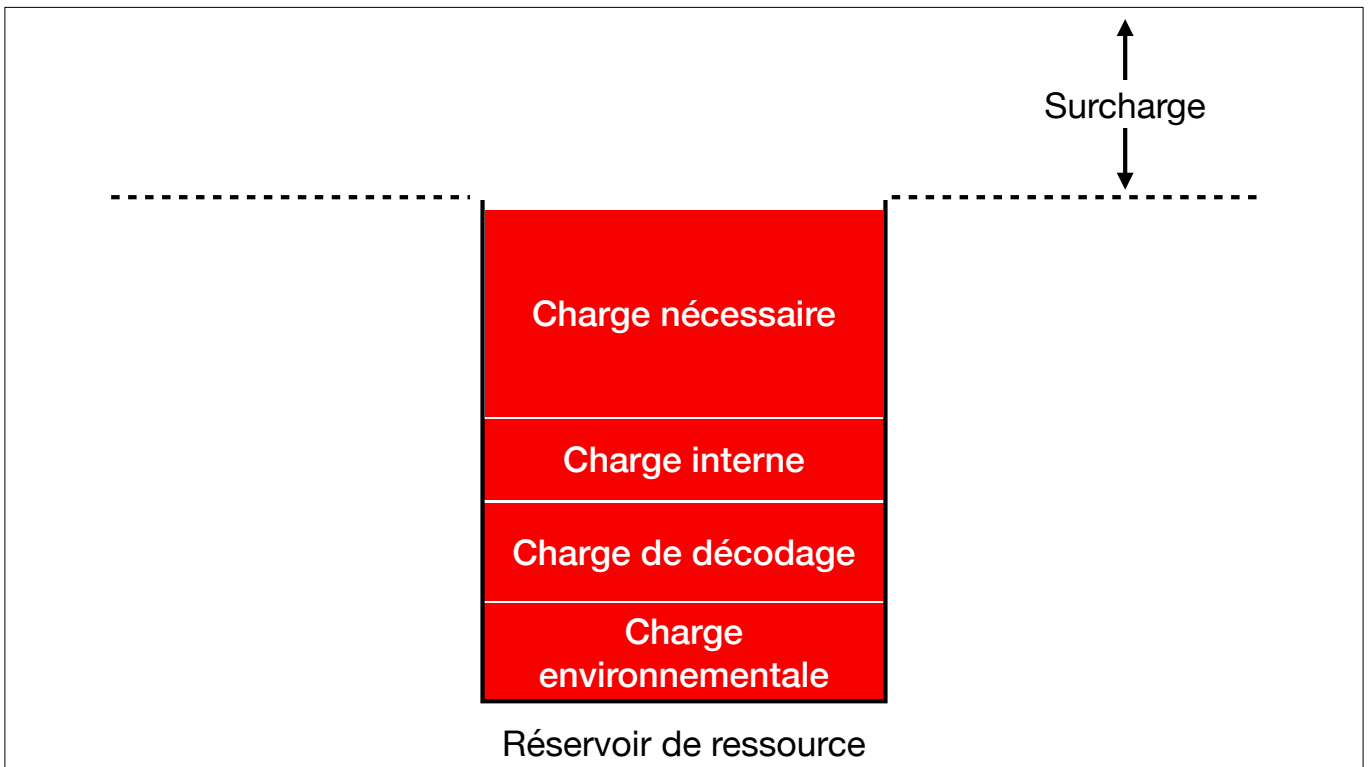 Surcharge
Charge nécessaire
Charge interne
Charge de décodage
Charge
environnementale
Réservoir de ressource